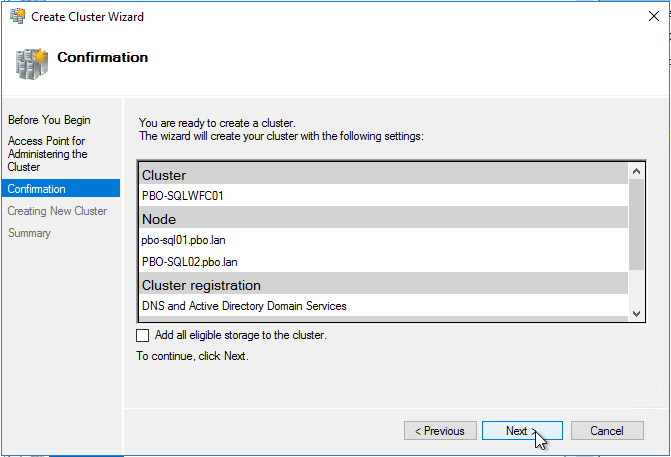 Create Cluster Wizard
Confirmation
Before You Begin
Access Point for
Administering the
Cluster
Confirmation
Creating New Cluster
Summary
You are ready to create a cluster.
The wizard will create your cluster with the following settings:
Cluster
PBO-SQLWFC01
Node
pbo-sql01.pbo.lan
PBO-SQL02.pbo.lan
Cluster registration
DNS and Active Directory Domain Services
Add all eligible storage to the cluster.
To continue, click Next.
< Previous
Next >
Cancel